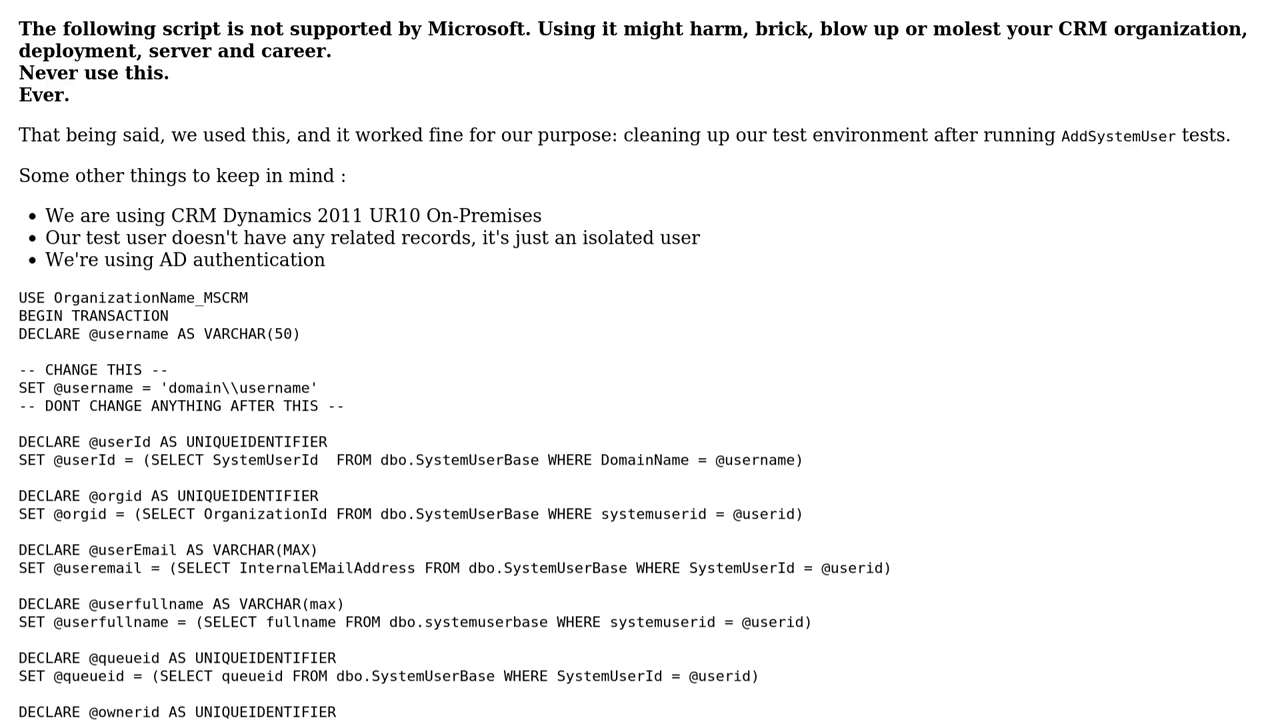 The following script is not supported by Microsoft. Using it might harm, brick, blow up or molest your CRM organization,
deployment, server and career.
Never use this.
Ever.
That being said, we used this, and it worked fine for our purpose: cleaning up our test environment after running AddSystemUser tests.
Some other things to keep in mind :
• We are using CRM Dynamics 2011 UR10 On-Premises
• Our test user doesn't have any related records, it's just an isolated user
• We're using AD authentication
USE OrganizationName_MSCRM
BEGIN TRANSACTION
DECLARE @username AS VARCHAR(50)
-- CHANGE THIS --
SET @username = 'domain\\username'
-- DONT CHANGE ANYTHING AFTER THIS --
DECLARE @userId AS UNIQUEIDENTIFIER
SET @userId = (SELECT SystemUserId  FROM dbo.SystemUserBase WHERE DomainName = @username)
DECLARE @orgid AS UNIQUEIDENTIFIER
SET @orgid = (SELECT OrganizationId FROM dbo.SystemUserBase WHERE systemuserid = @userid)
DECLARE @userEmail AS VARCHAR(MAX)
SET @useremail = (SELECT InternalEMailAddress FROM dbo.SystemUserBase WHERE SystemUserId = @userid)
DECLARE @userfullname AS VARCHAR(max)
SET @userfullname = (SELECT fullname FROM dbo.systemuserbase WHERE systemuserid = @userid)
DECLARE @queueid AS UNIQUEIDENTIFIER
SET @queueid = (SELECT queueid FROM dbo.SystemUserBase WHERE SystemUserId = @userid)
DECLARE @ownerid AS UNIQUEIDENTIFIER